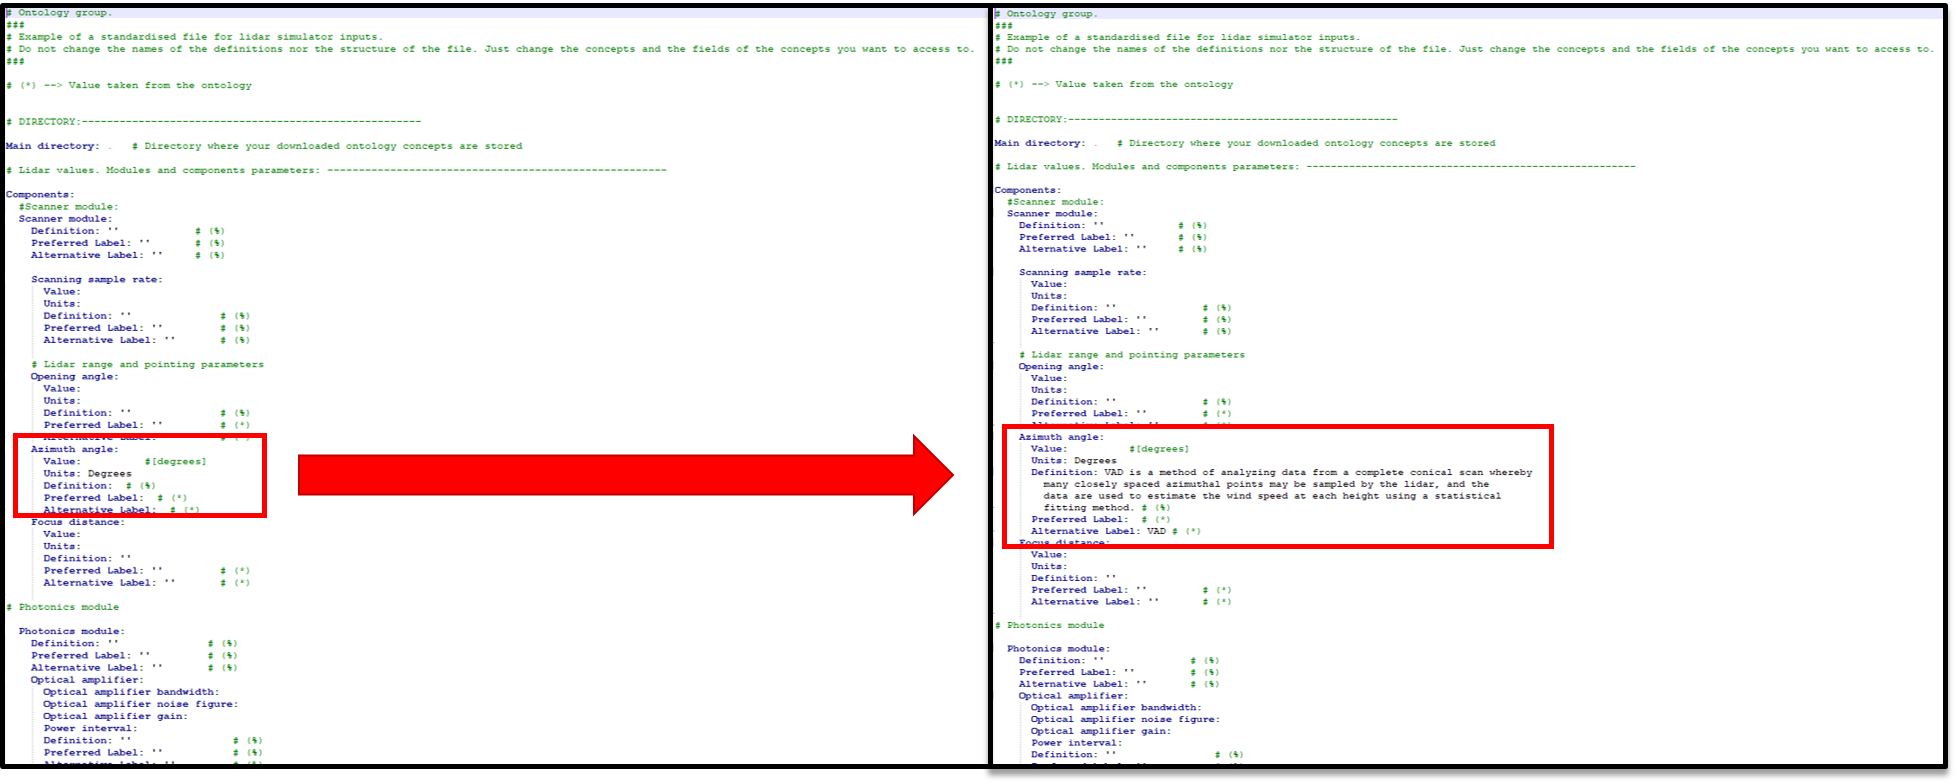 # Ontology group.
###
# Example of a standardised file for lidar simulator inputs.
# Do not change the names of the definitions nor the structure of the file. Just change the concepts and the fields of the concepts you want to access to.
###
# (*) --> Value taken from the ontology
# DIRECTORY:------------------------------------------------------
Main directory: . # Directory where your downloaded ontology concepts are stored
# Lidar values. Modules and components parameters: ------------------------------------------------------
Components:
#Scanner module:
Scanner module:
Definition: '' # (%)
Preferred Label: '' # (%)
Alternative Label: '' # (%)
Scanning sample rate:
Value:
Units:
Definition: '' # (%)
Preferred Label: '' # (%)
Alternative Label: '' # (%)
# Lidar range and pointing parameters
Opening angle:
Value:
Units:
Definition: '' # (%)
Preferred Label: '' # (*)
Azimuth angle:
Value: #[degrees]
Units: Degrees
Definition: # (%)
Preferred Label: # (*)
Alternative Label: # (*)
Focus distance:
Value:
Units:
Definition: ''
Preferred Label: '' # (*)
Alternative Label: '' # (*)
# Photonics module
Photonics module:
Definition: '' # (%)
Preferred Label: '' # (%)
Alternative Label: '' # (%)
Optical amplifier:
Optical amplifier bandwidth:
Optical amplifier noise figure:
Optical amplifier gain:
Power interval:
Definition: '' # (%)
Preferred Label: '' # (%)
# Ontology group.
###
# Example of a standardised file for lidar simulator inputs.
# Do not change the names of the definitions nor the structure of the file. Just change the concepts and the fields of the concepts you want to access to.
###
# (*) --> Value taken from the ontology
# DIRECTORY:------------------------------------------------------
Main directory: . # Directory where your downloaded ontology concepts are stored
# Lidar values. Modules and components parameters: ------------------------------------------------------
Components:
#Scanner module:
Scanner module:
Definition: '' # (%)
Preferred Label: '' # (%)
Alternative Label: '' # (%)
Scanning sample rate:
Value:
Units:
Definition: '' # (%)
Preferred Label: '' # (%)
Alternative Label: '' # (%)
# Lidar range and pointing parameters
Opening angle:
Value:
Units:
Definition: '' # (%)
Preferred Label: '' # (*)
Azimuth angle:
Value: #[degrees]
Units: Degrees
Definition: VAD is a method of analyzing data from a complete conical scan whereby
many closely spaced azimuthal points may be sampled by the lidar, and the
data are used to estimate the wind speed at each height using a statistical
fitting method. # (%)
Preferred Label: # (*)
Alternative Label: VAD # (*)
Focus distance:
Value:
Units:
Definition: ''
Preferred Label: '' # (*)
Alternative Label: '' # (*)
# Photonics module
Photonics module:
Definition: '' # (%)
Preferred Label: '' # (%)
Alternative Label: '' # (%)
Optical amplifier:
Optical amplifier bandwidth:
Optical amplifier noise figure:
Optical amplifier gain:
Power interval:
Definition: '' # (%)